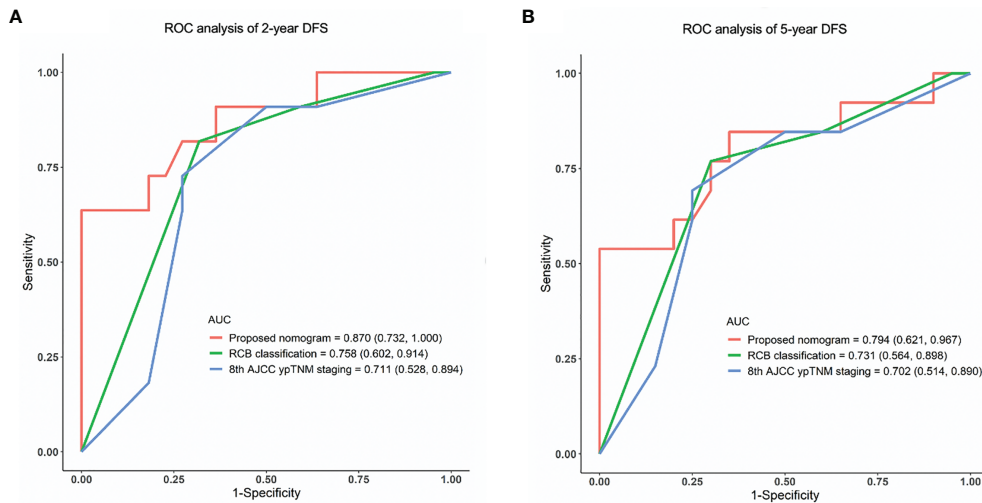 A
ROC analysis of 2-year DFS
1.00
0.75
0.50
0.25
0.00
Sensitivity
AUC
Proposed nomogram = 0.870 (0.732, 1.000)
RCB classification = 0.758 (0.602, 0.914)
8th AJCC ypTNM staging = 0.711 (0.528, 0.894)
0.00 0.25 0.50 0.75 1.00
1-Specificity
B
ROC analysis of 5-year DFS
1.00
0.75
0.50
0.25
0.00
Sensitivity
AUC
Proposed nomogram = 0.794 (0.621, 0.967)
RCB classification = 0.731 (0.564, 0.898)
8th AJCC ypTNM staging = 0.702 (0.514, 0.890)
0.00 0.25 0.50 0.75 1.00
1-Specificity